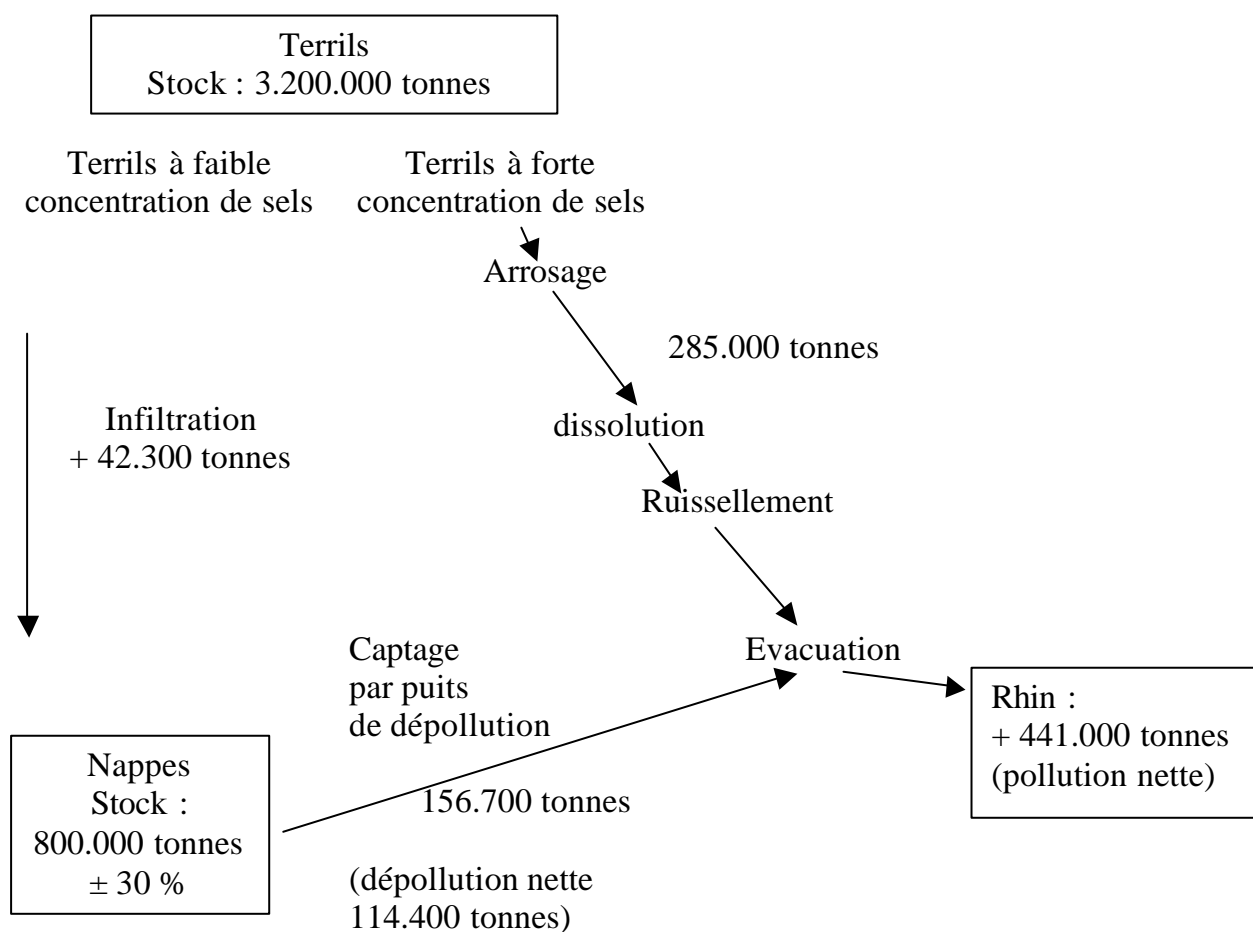 Terrils
Stock : 3.200.000 tonnes
Terrils à faible
concentration de sels
Terrils à forte
concentration de sels
Arrosage
285.000 tonnes
Infiltration
+ 42.300 tonnes
dissolution
Ruissellement
Evacuation
Captage
par puits
de dépollution
Rhin :
+ 441.000 tonnes
(pollution nette)
Nappes
Stock :
800.000 tonnes
± 30 %
156.700 tonnes
(dépollution nette
114.400 tonnes)